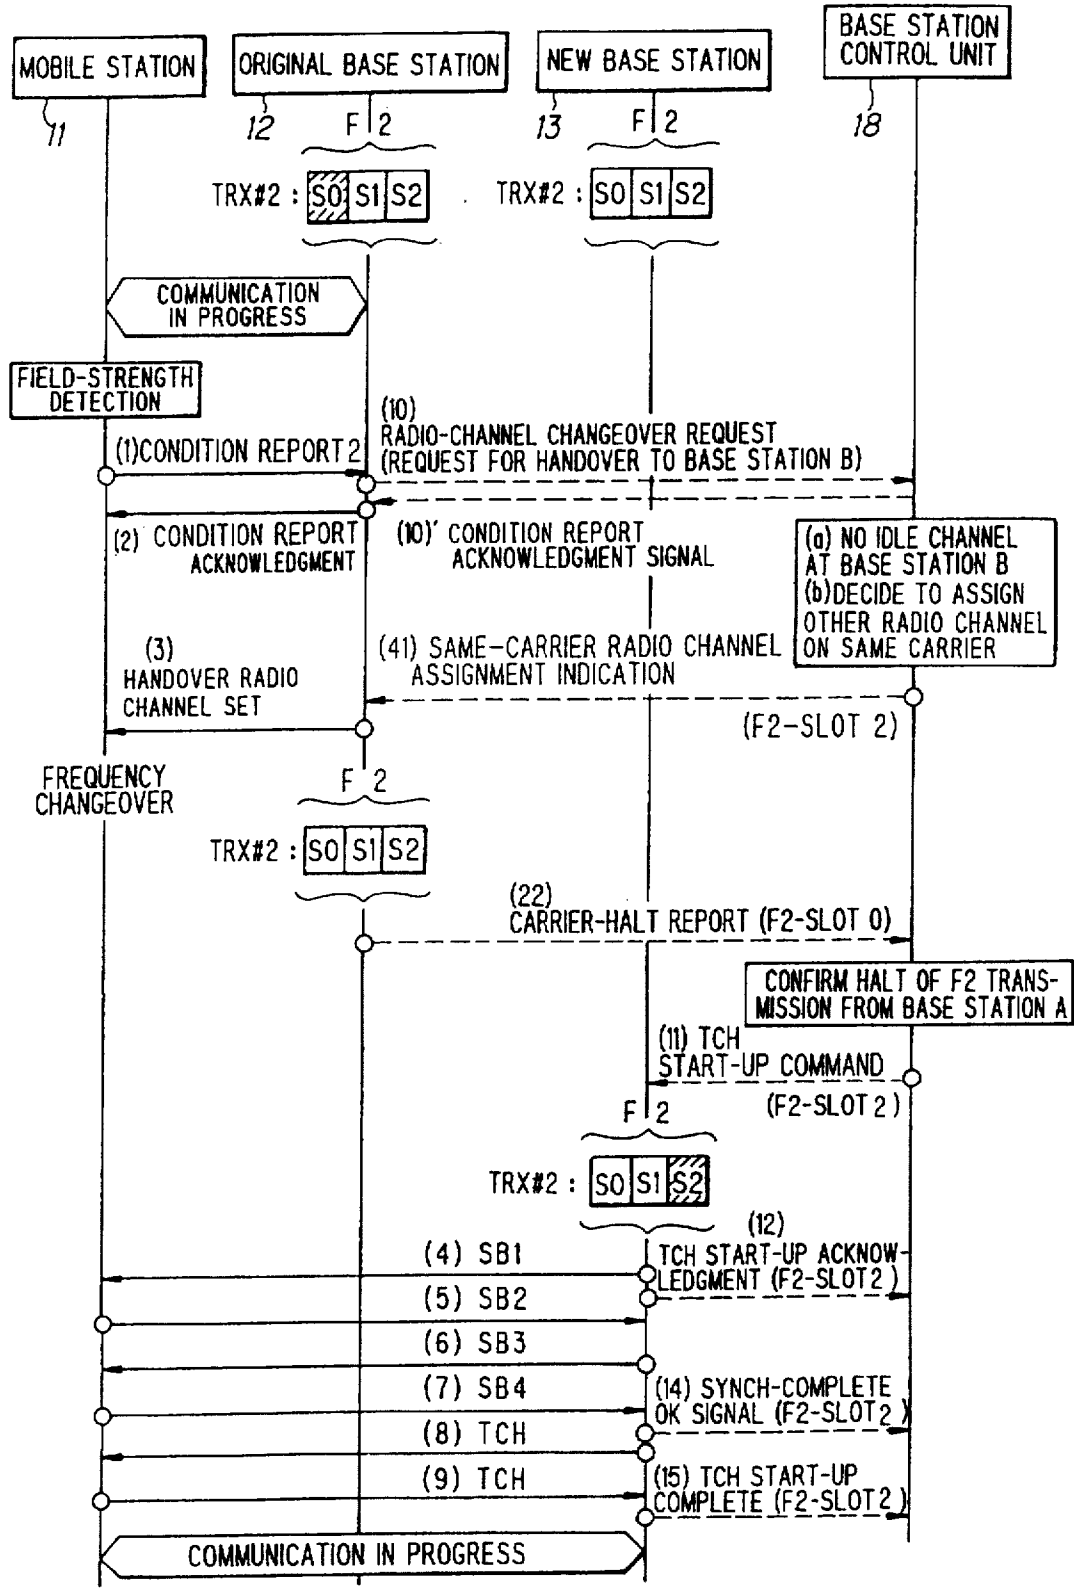 MOBILE STATION
ORIGINAL BASE STATION
NEW BASE STATION
BASE STATION
CONTROL UNIT
11
12
13
18
F 2
F 2
TRX#2 : S0 S1 S2
TRX#2 : S0 S1 S2
COMMUNICATION
IN PROGRESS
FIELD-STRENGTH
DETECTION
(1)CONDITION REPORT 2
(10)
RADIO-CHANNEL CHANGEOVER REQUEST
(REQUEST FOR HANDOVER TO BASE STATION B)
(2) CONDITION REPORT
ACKNOWLEDGMENT
(10)' CONDITION REPORT
ACKNOWLEDGMENT SIGNAL
(a) NO IDLE CHANNEL
AT BASE STATION B
(b)DECIDE TO ASSIGN
OTHER RADIO CHANNEL
ON SAME CARRIER
(3)
HANDOVER RADIO
CHANNEL SET
(41) SAME-CARRIER RADIO CHANNEL
ASSIGNMENT INDICATION
(F2-SLOT 2)
FREQUENCY
CHANGEOVER
F 2
TRX#2 : S0 S1 S2
(22)
CARRIER-HALT REPORT (F2-SLOT 0)
CONFIRM HALT OF F2 TRANS-
MISSION FROM BASE STATION A
(11) TCH
START-UP COMMAND
(F2-SLOT 2)
F 2
TRX#2 : S0 S1 S2
(12)
TCH START-UP ACKNOW-
LEDGMENT (F2-SLOT 2)
(4) SB1
(5) SB2
(6) SB3
(7) SB4
(14) SYNCH-COMPLETE
OK SIGNAL (F2-SLOT 2)
(8) TCH
(9) TCH
(15) TCH START-UP
COMPLETE (F2-SLOT 2)
COMMUNICATION IN PROGRESS